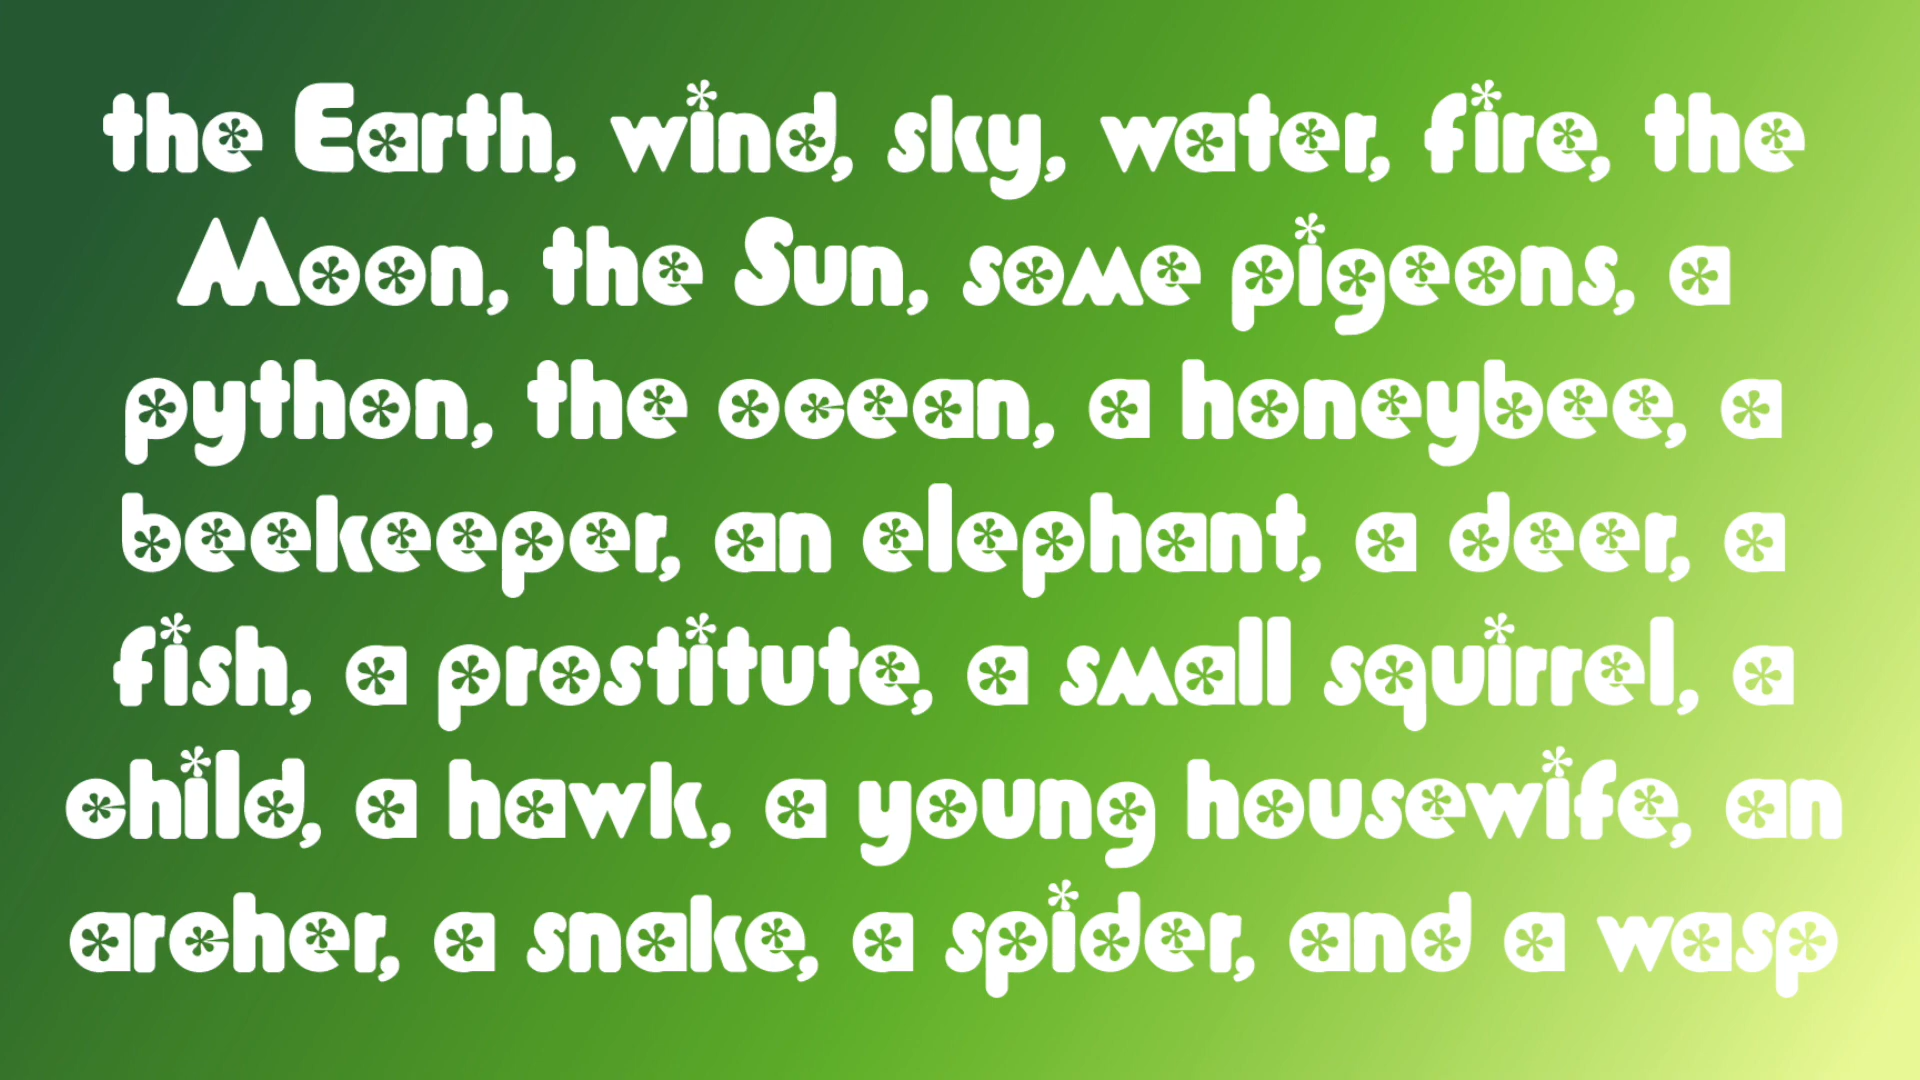 the Earth, wind, sky, water, fire, the
Moon, the Sun, some pigeons, a
python, the ocean, a honeybee, a
beekeeper, an elephant, a deer, a
fish, a prostitute, a small squirrel, a
child, a hawk, a young housewife, an
archer, a snake, a spider, and a wasp